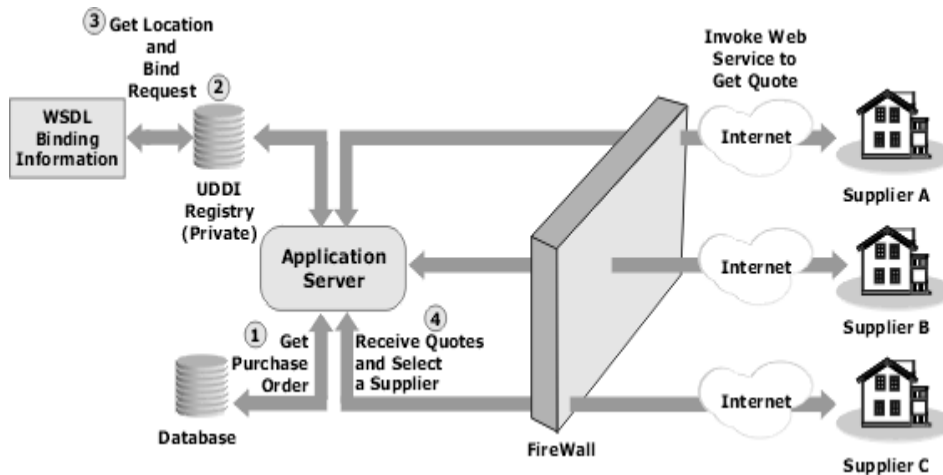 3 Get Location
and
Bind
Request
2
WSDL
Binding
Information
UDDI
Registry
(Private)
Invoke Web
Service to
Get Quote
Internet
Supplier A
Application
Server
Internet
Supplier B
1 Get
Purchase
Order
4
Receive Quotes
and Select
a Supplier
Database
FireWall
Internet
Supplier C